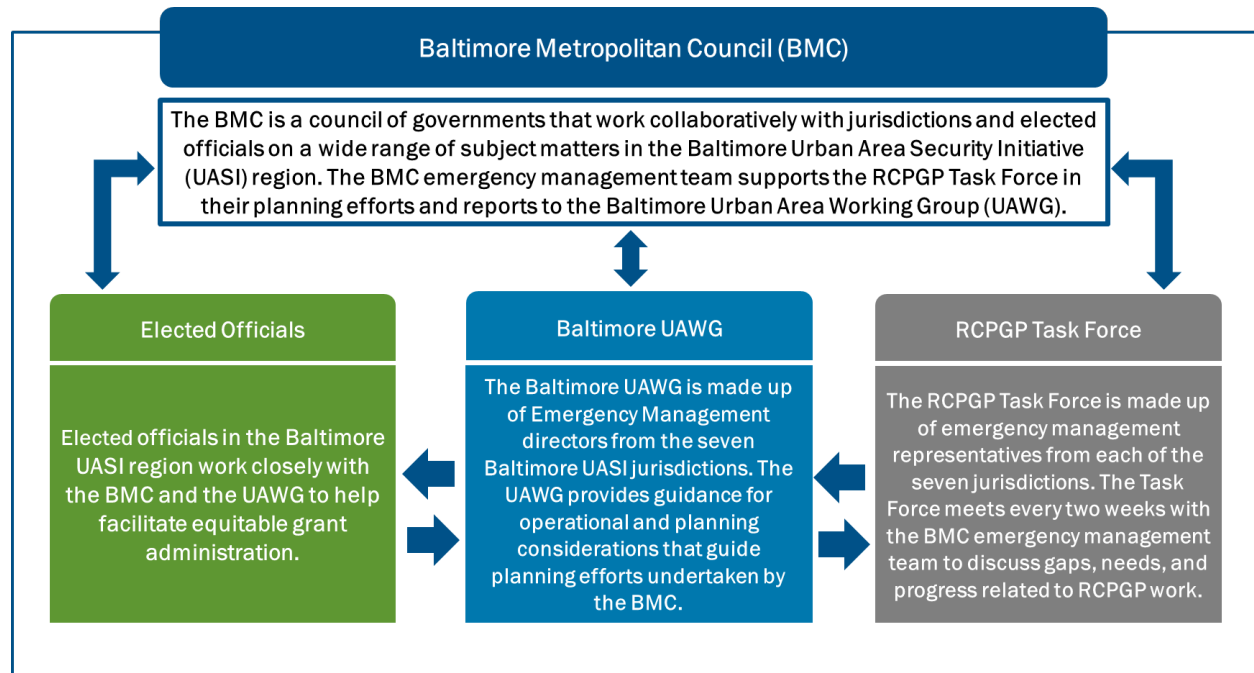 Baltimore Metropolitan Council (BMC)
The BMC is a council of governments that work collaboratively with jurisdictions and elected
officials on a wide range of subject matters in the Baltimore Urban Area Security Initiative
(UASI) region. The BMC emergency management team supports the RCPGP Task Force in
their planning efforts and reports to the Baltimore Urban Area Working Group (UAWG).
Elected Officials
Elected officials in the Baltimore
UASI region work closely with
the BMC and the UAWG to help
facilitate equitable grant
administration.
Baltimore UAWG
The Baltimore UAWG is made up
of Emergency Management
directors from the seven
Baltimore UASI jurisdictions. The
UAWG provides guidance for
operational and planning
considerations that guide
planning efforts undertaken by
the BMC.
RCPGP Task Force
The RCPGP Task Force is made up
of emergency management
representatives from each of the
seven jurisdictions. The Task
Force meets every two weeks with
the BMC emergency management
team to discuss gaps, needs, and
progress related to RCPGP work.